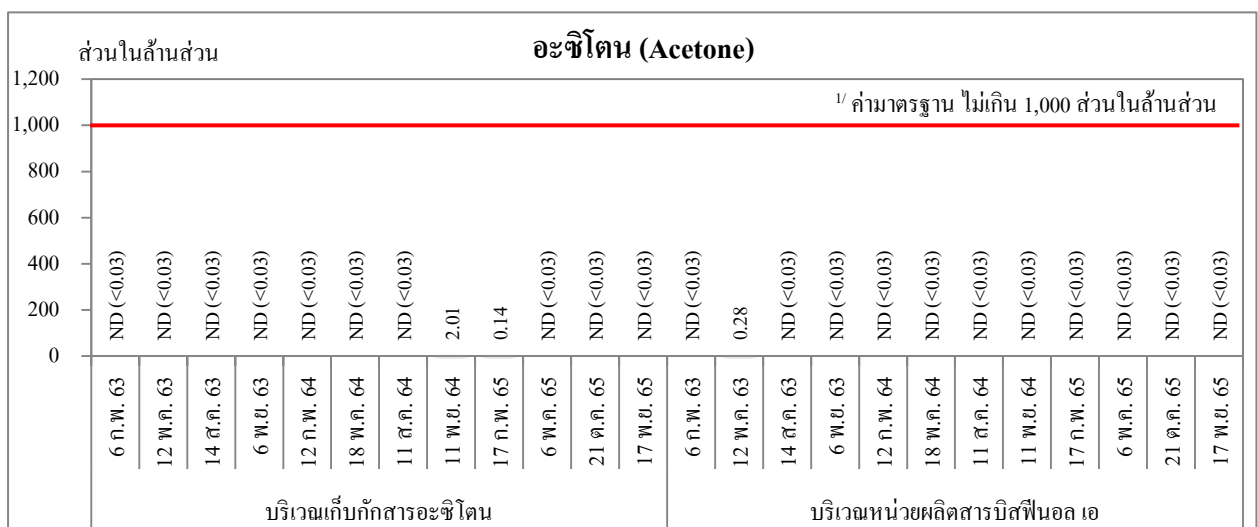 อะซิโตน (Acetone)
ส่วนในล้านส่วน
1/ ค่ามาตรฐาน ไม่เกิน 1,000 ส่วนในล้านส่วน
1,200
1,000
800
600
400
200
0
ND (<0.03)
ND (<0.03)
ND (<0.03)
ND (<0.03)
ND (<0.03)
ND (<0.03)
ND (<0.03)
2.01
0.14
ND (<0.03)
ND (<0.03)
ND (<0.03)
ND (<0.03)
0.28
ND (<0.03)
ND (<0.03)
ND (<0.03)
ND (<0.03)
ND (<0.03)
ND (<0.03)
ND (<0.03)
ND (<0.03)
ND (<0.03)
ND (<0.03)
6 ก.พ. 63
12 พ.ค. 63
14 ส.ค. 63
6 พ.ย. 63
12 ก.พ. 64
18 พ.ค. 64
11 ส.ค. 64
11 พ.ย. 64
17 ก.พ. 65
6 พ.ค. 65
21 ต.ค. 65
17 พ.ย. 65
6 ก.พ. 63
12 พ.ค. 63
14 ส.ค. 63
6 พ.ย. 63
12 ก.พ. 64
18 พ.ค. 64
11 ส.ค. 64
11 พ.ย. 64
17 ก.พ. 65
6 พ.ค. 65
21 ต.ค. 65
17 พ.ย. 65
บริเวณเก็บกักสารอะซิโตน
บริเวณหน่วยผลิตสารบิสฟีนอล เอ